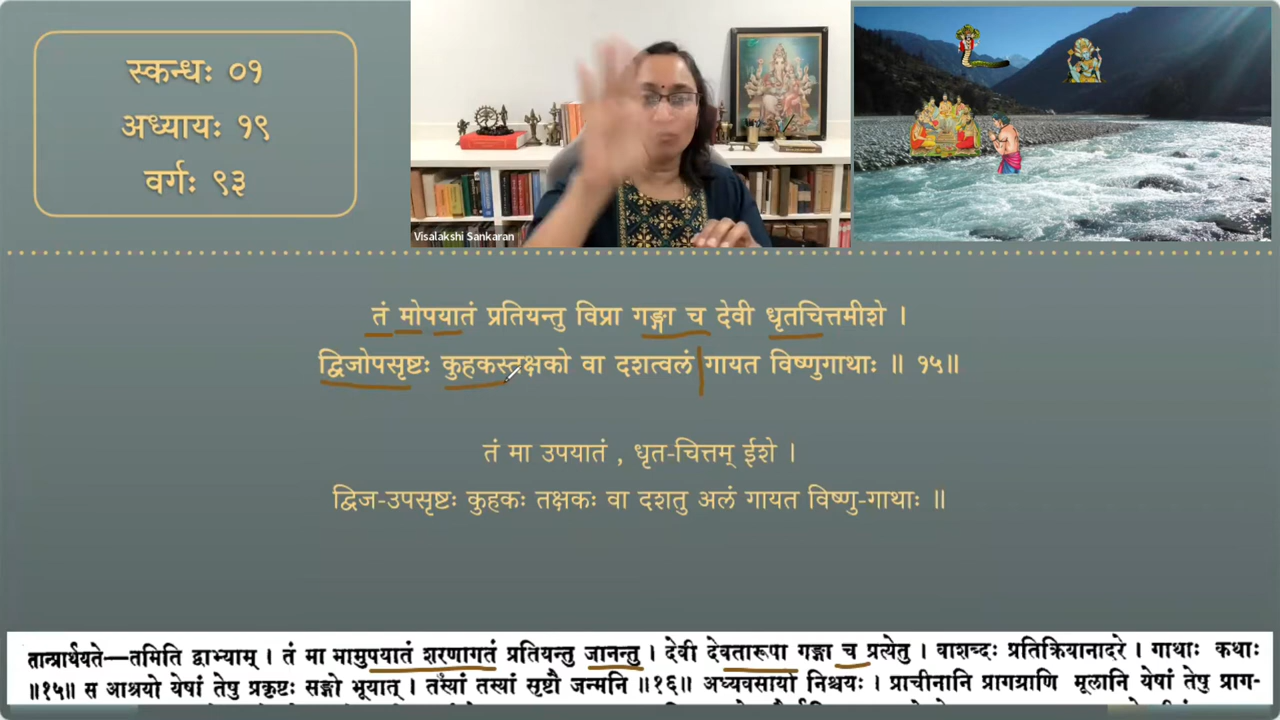 स्कन्धः ०१
अध्यायः १९
वर्गः ९३
Visalakshi Sankaran
तं मोपयातं प्रतियन्तु विप्रा गङ्गा च देवी धृतचित्तमीशे ।
द्विजोपसृष्टः कुहकस्तक्षको वा दशत्वलं गायत विष्णुगाथाः ॥ १५॥
तं मा उपयातं , धृत-चित्तम् ईशे ।
द्विज-उपसृष्टः कुहकः तक्षकः वा दशतु अलं गायत विष्णु-गाथाः ॥
तान्प्रार्थयते—तमिति द्वाभ्याम् । तं मा मामुपयातं शरणागतं प्रतियन्तु जानन्तु । देवी देवतारूपा गङ्गा च प्रत्येतु । वाशब्दः प्रतिक्रियानादरे । गाथाः कथाः
॥१५॥ स आश्रयो येषां तेषु प्रकृष्टः सङ्गो भूयात् । तस्यां तस्यां सृष्टौ जन्मनि ॥१६॥ अध्यवसायो निश्चयः । प्राचीनानि प्रागग्राणि मूलानि येषां तेषु प्राग-